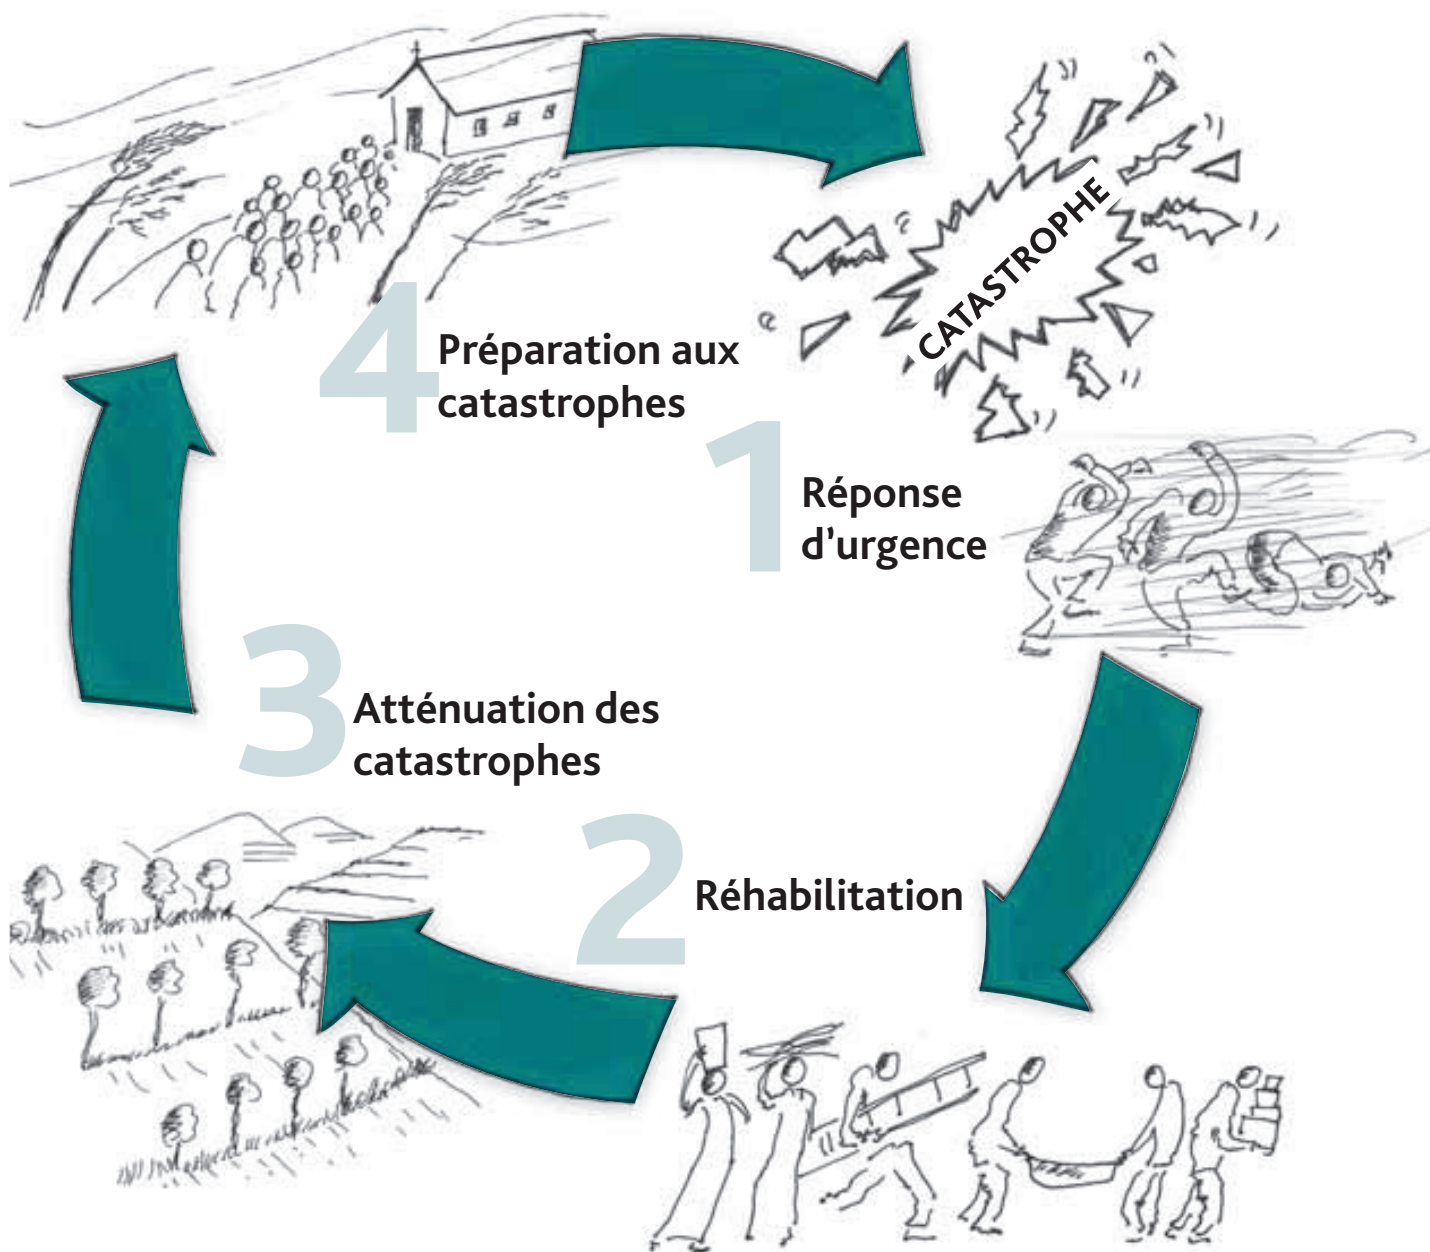 CATASTROPHE
1
Réponse
d'urgence
2
Réhabilitation
3
Atténuation des
catastrophes
4
Préparation aux
catastrophes